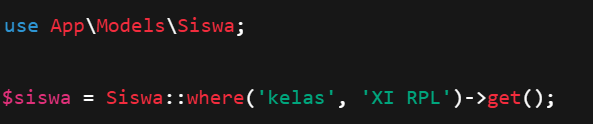 use App\Models\Siswa;
$siswa = Siswa::where('kelas', 'XI RPL')->get();